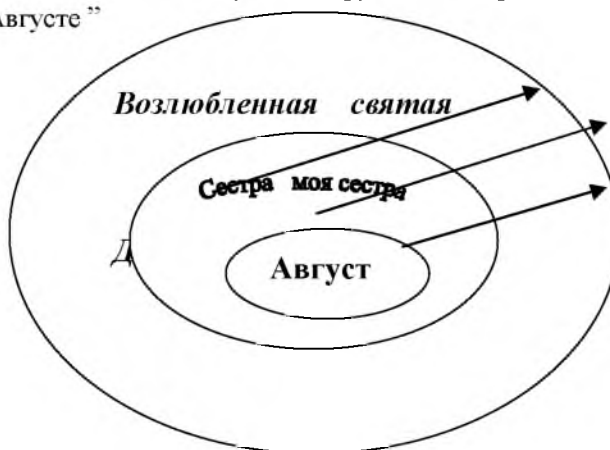 Августе”
Возлюбленная святая
Сестра моя сестра
Д
Август